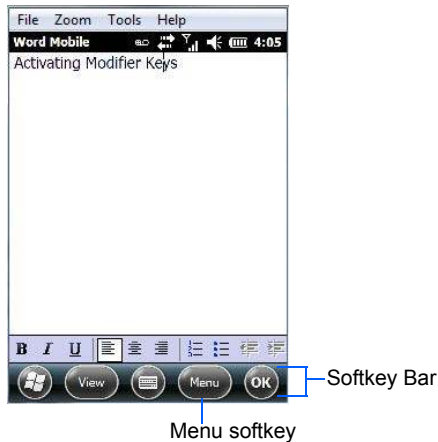 File Zoom Tools Help
Word Mobile 4:05
Activating Modifier Keys
B I U
View Menu OK
Softkey Bar
Menu softkey